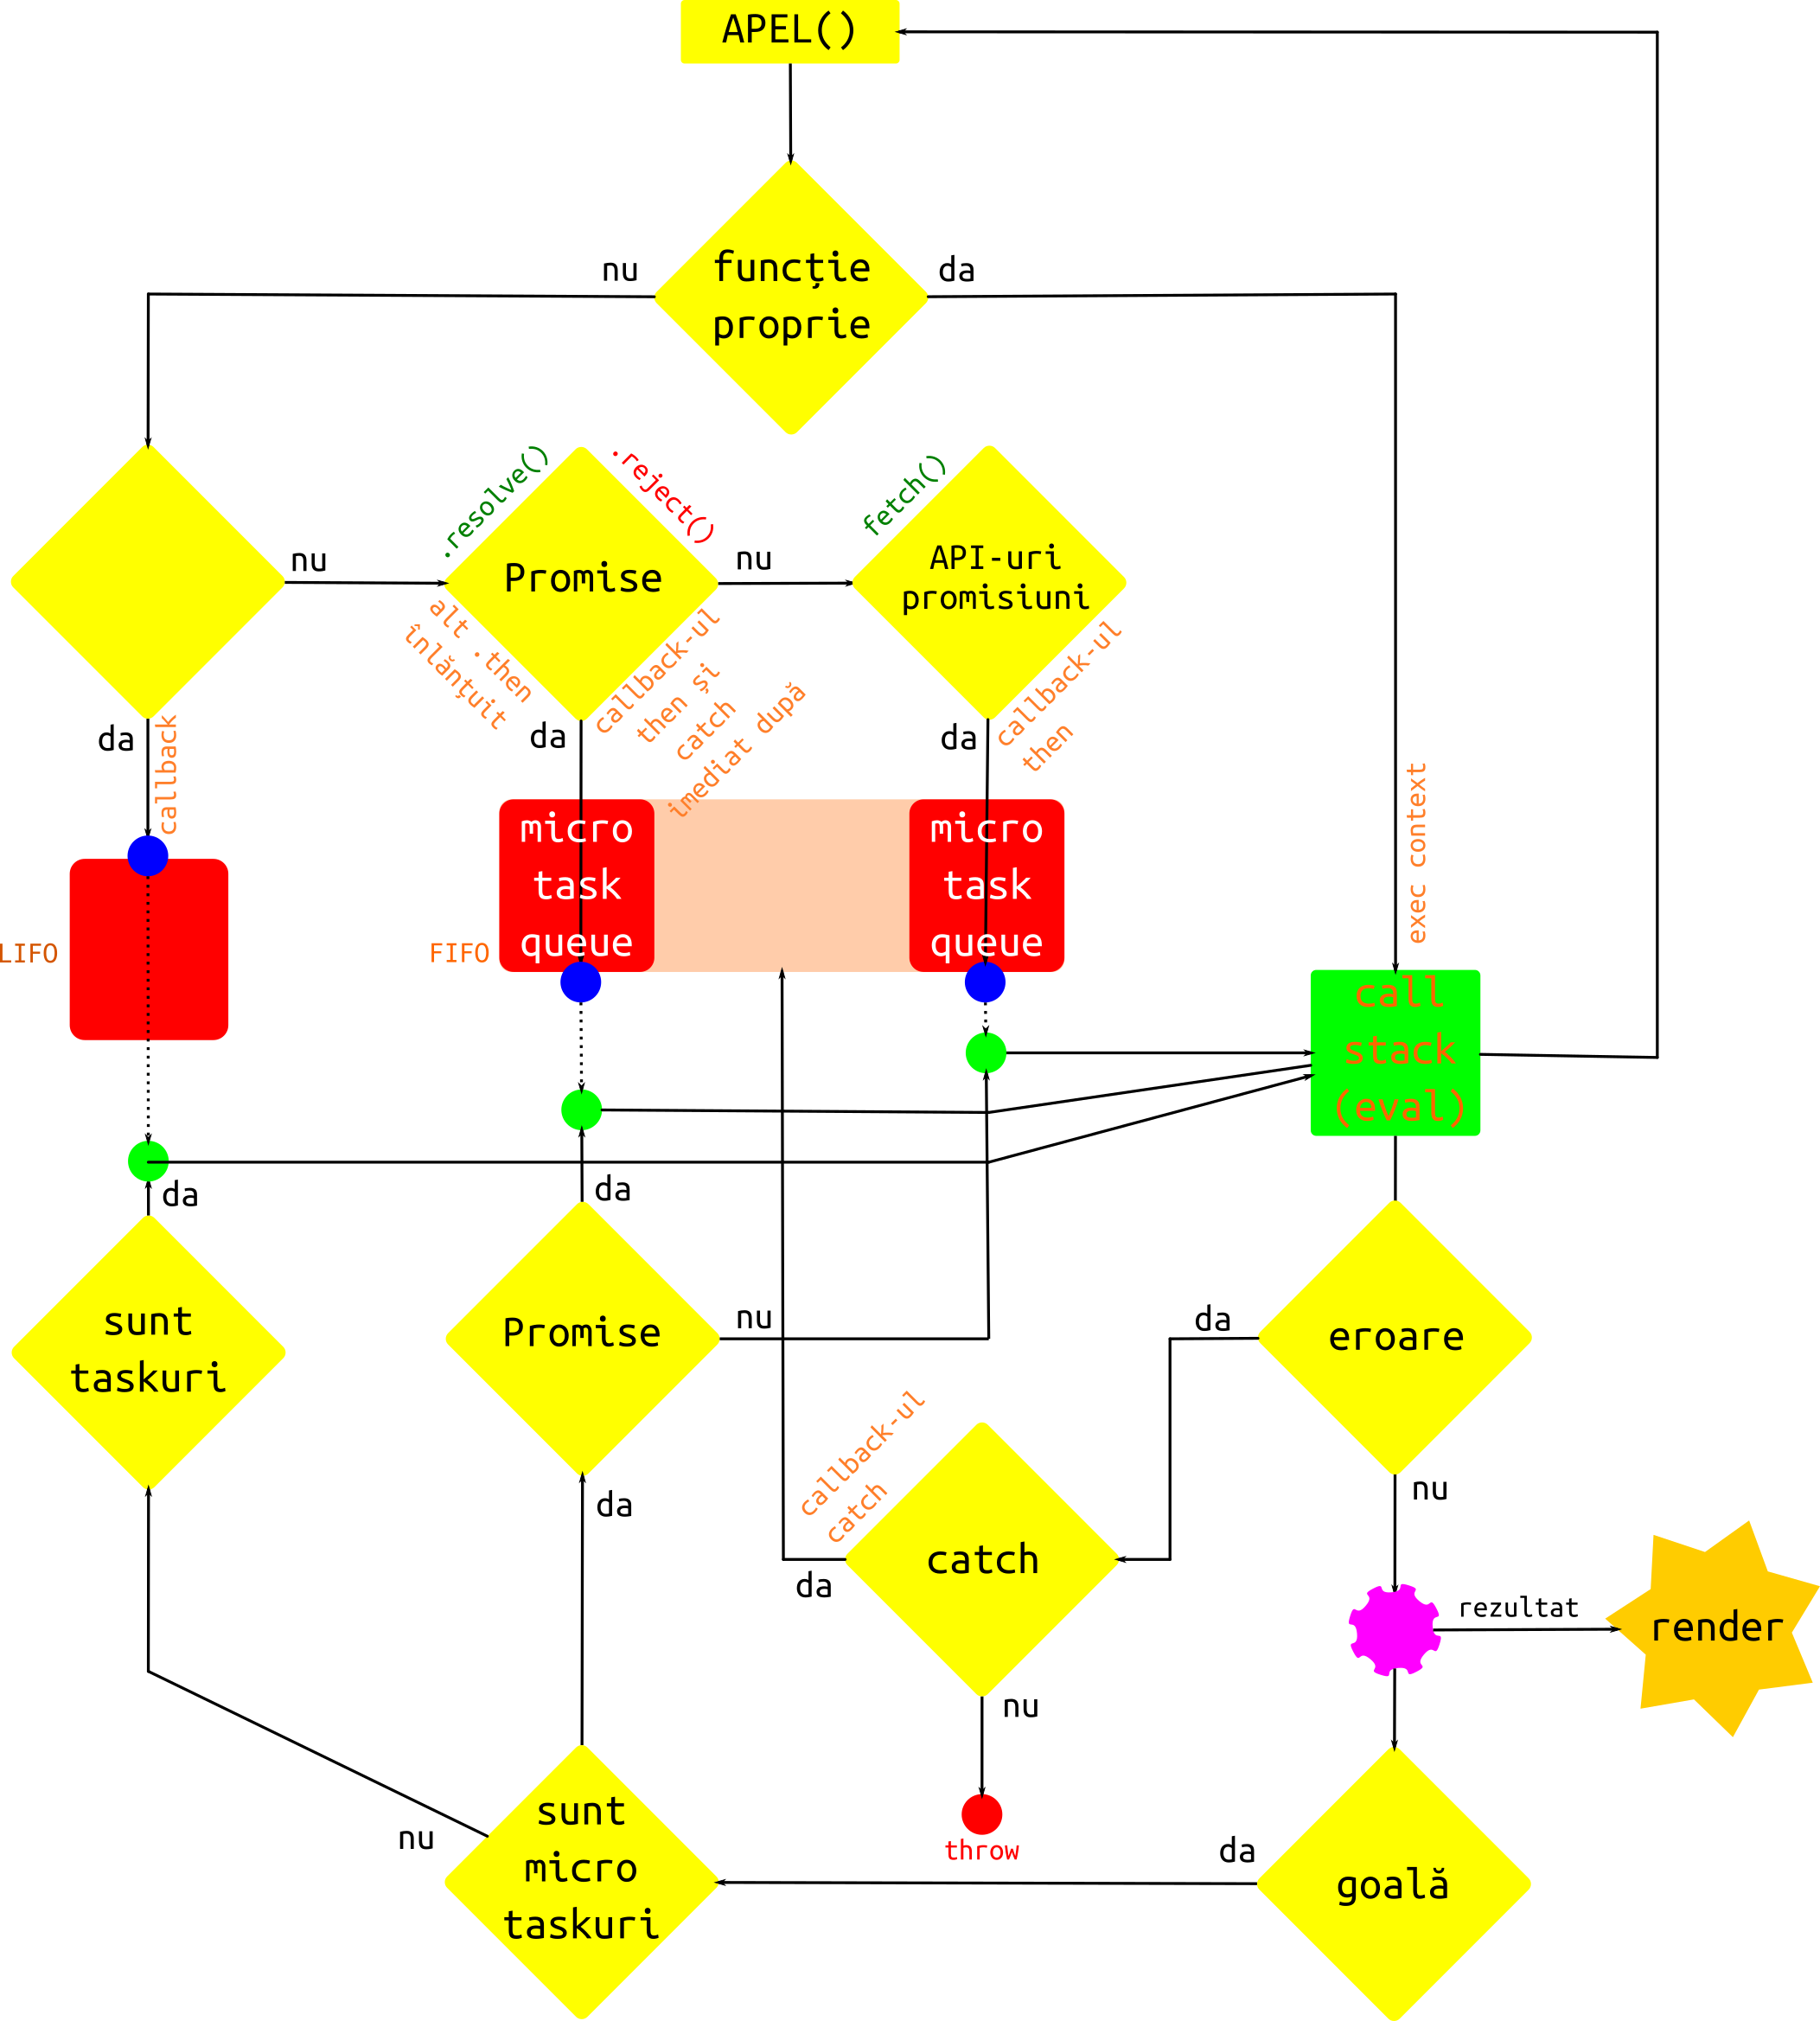 APEL()
nu
funcție
proprie
da
.resolve()
.reject()
fetch()
nu
Promise
nu
API-uri
promisiuni
alt .then
înlănțuit
callback-ul
then și
catch
imediat după
callback-ul
then
da
callback
da
da
exec context
micro
task
queue
micro
task
queue
LIFO
FIFO
call
stack
(eval)
da
da
sunt
taskuri
Promise
nu
da
eroare
callback-ul
catch
da
nu
catch
da
rezultat
render
nu
throw
sunt
micro
taskuri
nu
da
goală